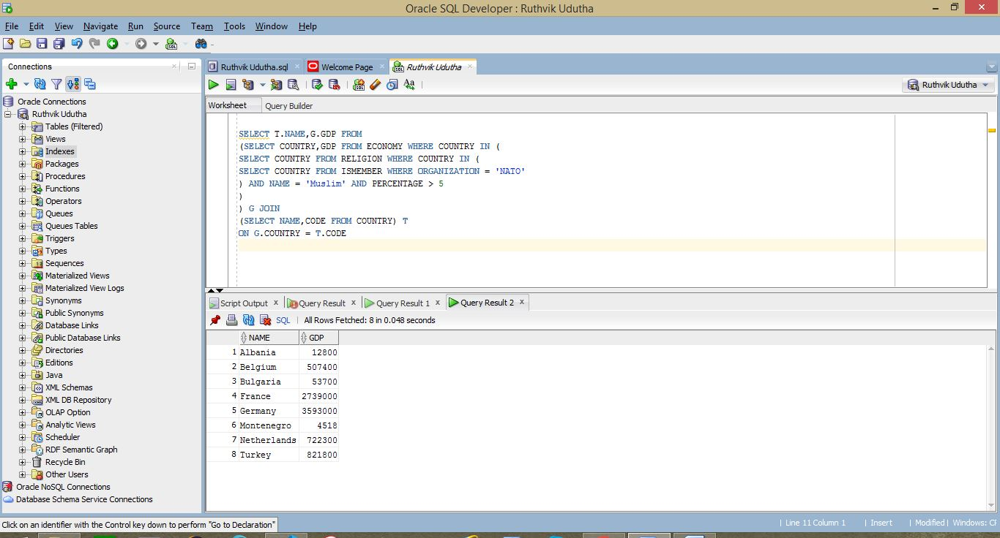 Oracle SQL Developer : Ruthvik Udutha
File Edit View Navigate Run Source Team Tools Window Help
Connections
Oracle Connections
Ruthvik Udutha
Tables (Filtered)
Views
Indexes
Packages
Procedures
Functions
Operators
Queues
Queues Tables
Triggers
Types
Sequences
Materialized Views
Materialized View Logs
Synonyms
Public Synonyms
Database Links
Public Database Links
Directories
Editions
Java
XML Schemas
XML DB Repository
OLAP Option
Analytic Views
Scheduler
RDF Semantic Graph
Recycle Bin
Other Users
Oracle NoSQL Connections
Database Schema Service Connections
Ruthvik Udutha.sql Welcome Page Ruthvik Udutha
Ruthvik Udutha
Worksheet Query Builder
SELECT T.NAME,G.GDP FROM
(SELECT COUNTRY,GDP FROM ECONOMY WHERE COUNTRY IN (
SELECT COUNTRY FROM RELIGION WHERE COUNTRY IN (
SELECT COUNTRY FROM ISMEMBER WHERE ORGANIZATION = 'NATO'
) AND NAME = 'Muslim' AND PERCENTAGE > 5
)
) G JOIN
(SELECT NAME,CODE FROM COUNTRY) T
ON G.COUNTRY = T.CODE
Script Output x Query Result x Query Result 1 x Query Result 2 x
SQL | All Rows Fetched: 8 in 0.048 seconds
NAME GDP
1 Albania 12800
2 Belgium 507400
3 Bulgaria 53700
4 France 2739000
5 Germany 3593000
6 Montenegro 4518
7 Netherlands 722300
8 Turkey 821800
Click on an identifier with the Control key down to perform "Go to Declaration"
| Line 11 Column 1 | Insert | Modified | Windows: CF